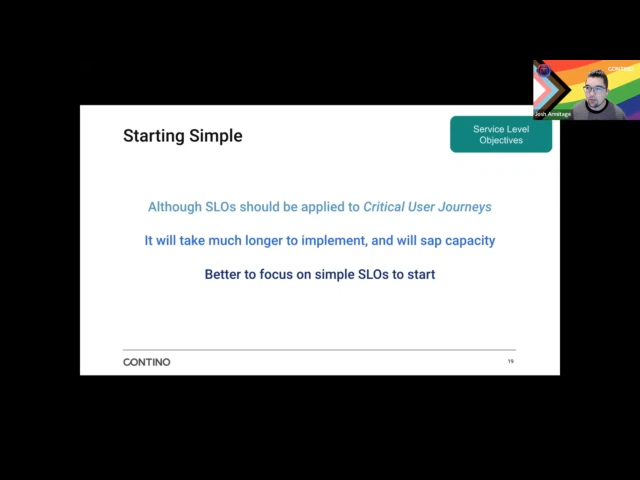 CONTINO
Josh Armitage
Starting Simple
Service Level
Objectives
Although SLOs should be applied to Critical User Journeys
It will take much longer to implement, and will sap capacity
Better to focus on simple SLOs to start
CONTINO
19